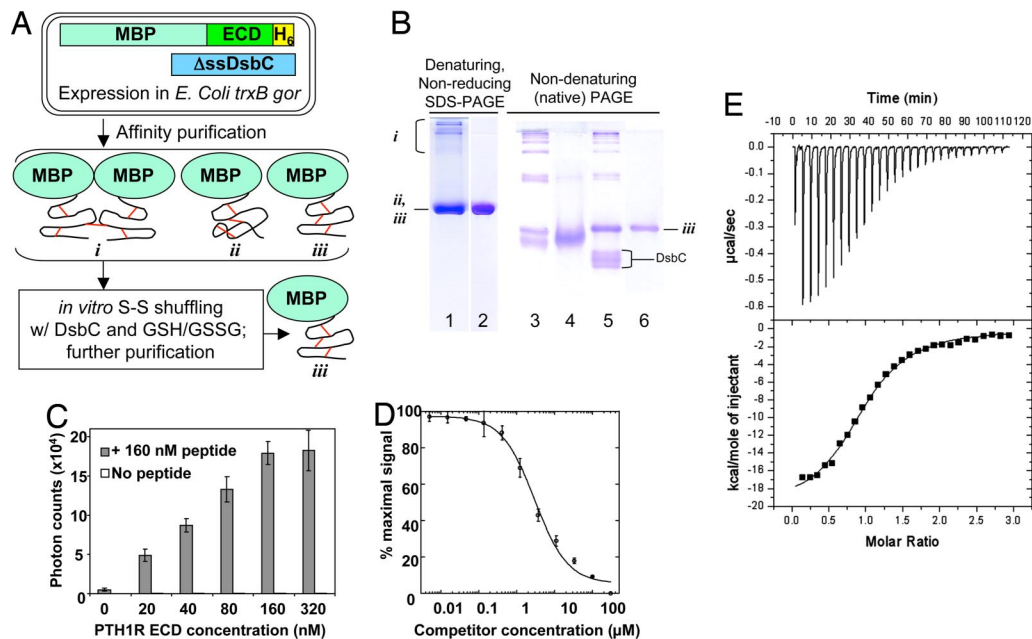 A
MBP ECD H6
ΔssDsbC
Expression in E. Coli trxB gor
Affinity purification
MBP MBP MBP MBP
i ii iii
in vitro S-S shuffling
w/ DsbC and GSH/GSSG;
further purification
MBP
iii
B
Denaturing,
Non-reducing
SDS-PAGE
Non-denaturing
(native) PAGE
i
ii,
iii
iii
DsbC
1 2 3 4 5 6
C
Photon counts (x10⁴)
20
15
10
5
0
+ 160 nM peptide
No peptide
0 20 40 80 160 320
PTH1R ECD concentration (nM)
D
% maximal signal
100
80
60
40
20
0
0.01 0.1 1 10 100
Competitor concentration (µM)
E
Time (min)
-10 0 10 20 30 40 50 60 70 80 90 100 110 120
µcal/sec
0.0
-0.1
-0.2
-0.3
-0.4
-0.5
-0.6
kcal/mole of injectant
0
-2
-4
-6
-8
-10
-12
-14
-16
-18
-20
0.0 0.5 1.0 1.5 2.0 2.5 3.0
Molar Ratio